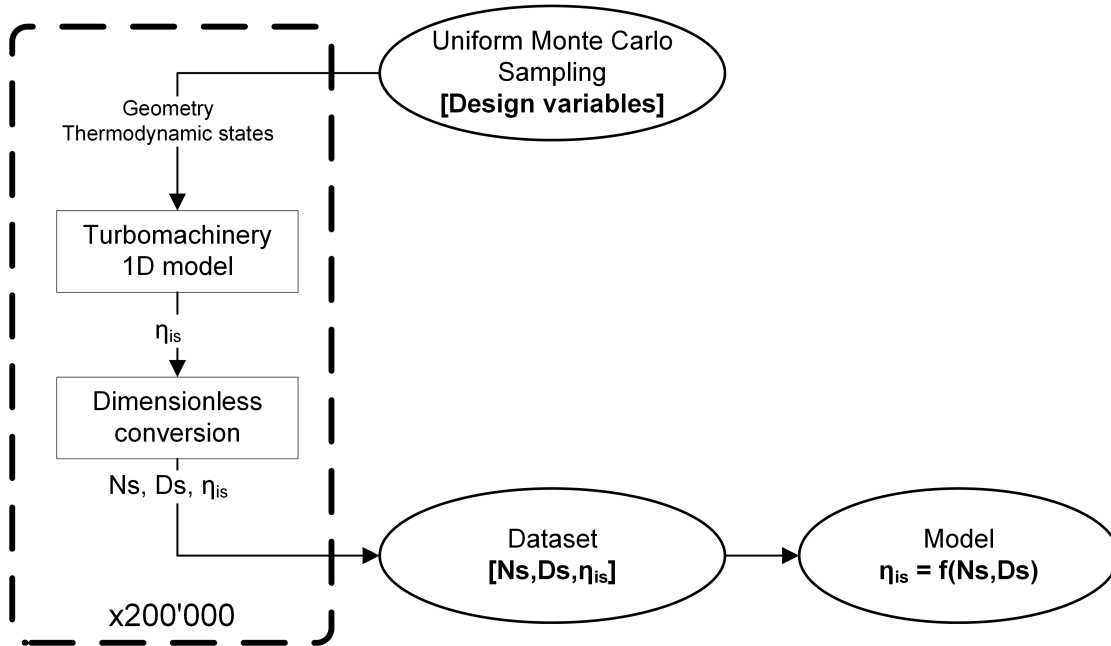 Uniform Monte Carlo
Sampling
[Design variables]
Geometry
Thermodynamic states
Turbomachinery
1D model
ηis
Dimensionless
conversion
Ns, Ds, ηis
Dataset
[Ns,Ds,ηis]
Model
ηis = f(Ns,Ds)
x200'000